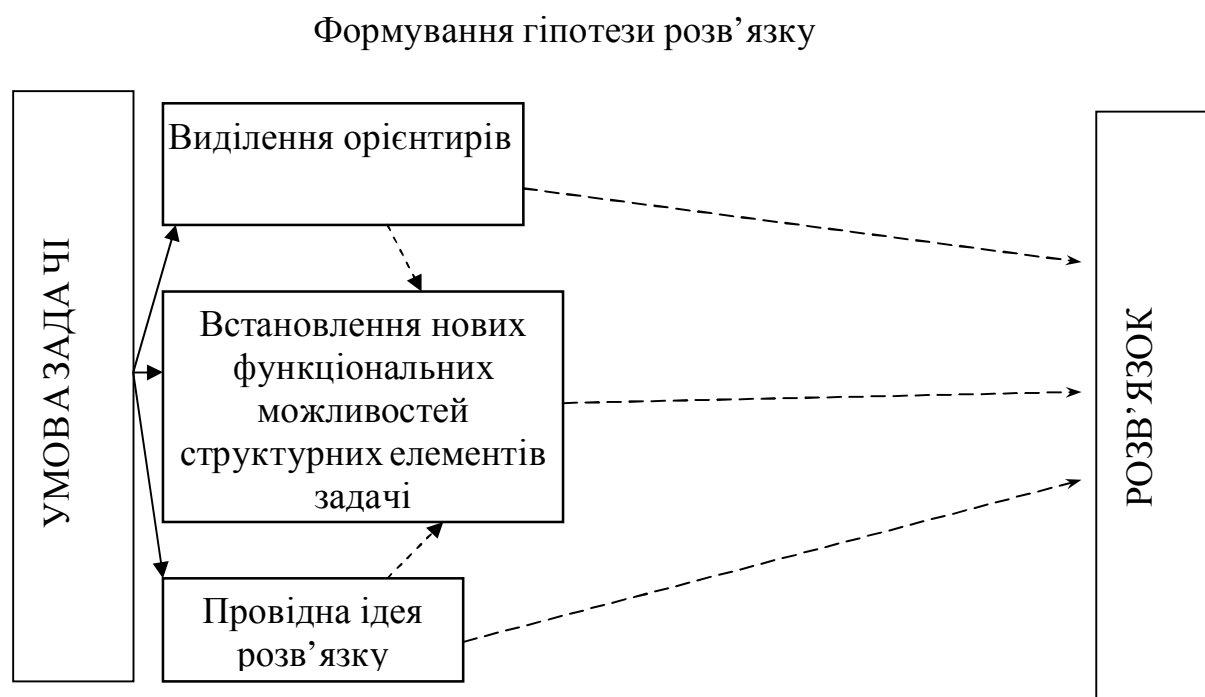 Формування гіпотези розв’язку
УМОВА ЗАДАЧІ
Виділення орієнтирів
Встановлення нових
функціональних
можливостей
структурних елементів
задачі
Провідна ідея
розв’язку
РОЗВ’ЯЗОК